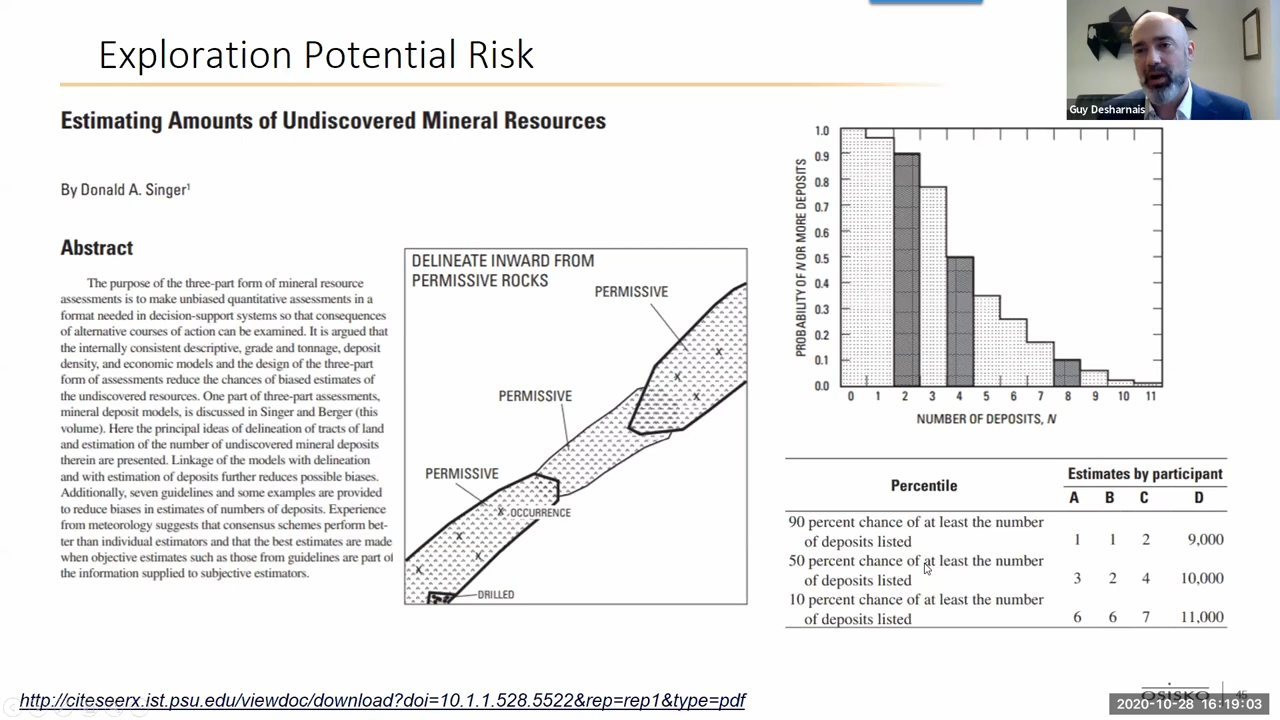 Exploration Potential Risk
Guy Desharnais
Estimating Amounts of Undiscovered Mineral Resources
By Donald A. Singer¹
Abstract
The purpose of the three-part form of mineral resource
assessments is to make unbiased quantitative assessments in a
format needed in decision-support systems so that consequences
of alternative courses of action can be examined. It is argued that
the internally consistent descriptive, grade and tonnage, deposit
density, and economic models and the design of the three-part
form of assessments reduce the chances of biased estimates of
the undiscovered resources. One part of three-part assessments,
mineral deposit models, is discussed in Singer and Berger (this
volume). Here the principal ideas of delineation of tracts of land
and estimation of the number of undiscovered mineral deposits
therein are presented. Linkage of the models with delineation
and with estimation of deposits further reduces possible biases.
Additionally, seven guidelines and some examples are provided
to reduce biases in estimates of numbers of deposits. Experience
from meteorology suggests that consensus schemes perform bet-
ter than individual estimators and that the best estimates are made
when objective estimates such as those from guidelines are part of
the information supplied to subjective estimators.
DELINEATE INWARD FROM
PERMISSIVE ROCKS
PERMISSIVE
PERMISSIVE
PERMISSIVE
X
X
X
X OCCURRENCE
X
X
X
DRILLED
PROBABILITY OF N OR MORE DEPOSITS
1.0
0.9
0.8
0.7
0.6
0.5
0.4
0.3
0.2
0.1
0.0
0 1 2 3 4 5 6 7 8 9 10 11
NUMBER OF DEPOSITS, N
Estimates by participant
Percentile A B C D
90 percent chance of at least the number
of deposits listed 1 1 2 9,000
50 percent chance of at least the number
of deposits listed 3 2 4 10,000
10 percent chance of at least the number
of deposits listed 6 6 7 11,000
http://citeseerx.ist.psu.edu/viewdoc/download?doi=10.1.1.528.5522&rep=rep1&type=pdf
OSISKO 45
2020-10-28 16:19:03